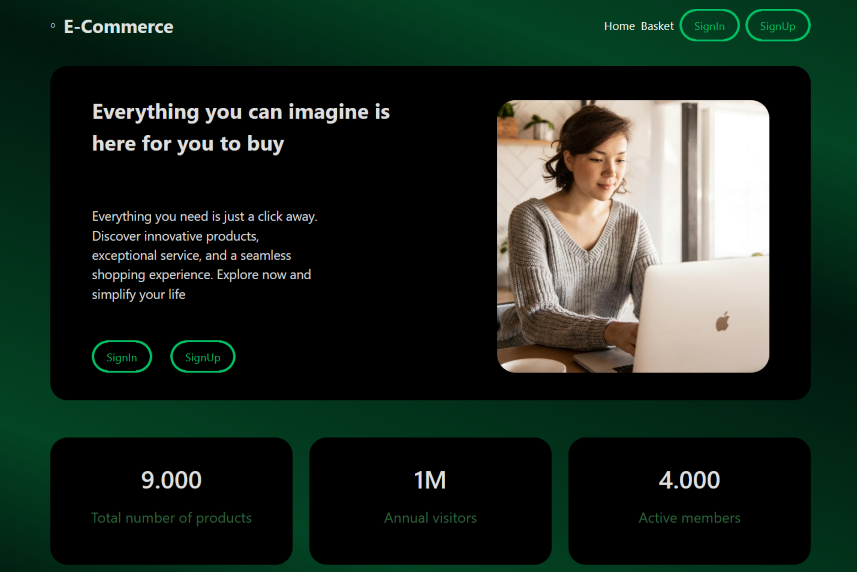 E-Commerce
Home Basket SignIn SignUp
Everything you can imagine is
here for you to buy
Everything you need is just a click away.
Discover innovative products,
exceptional service, and a seamless
shopping experience. Explore now and
simplify your life
SignIn SignUp
9.000
Total number of products
1M
Annual visitors
4.000
Active members